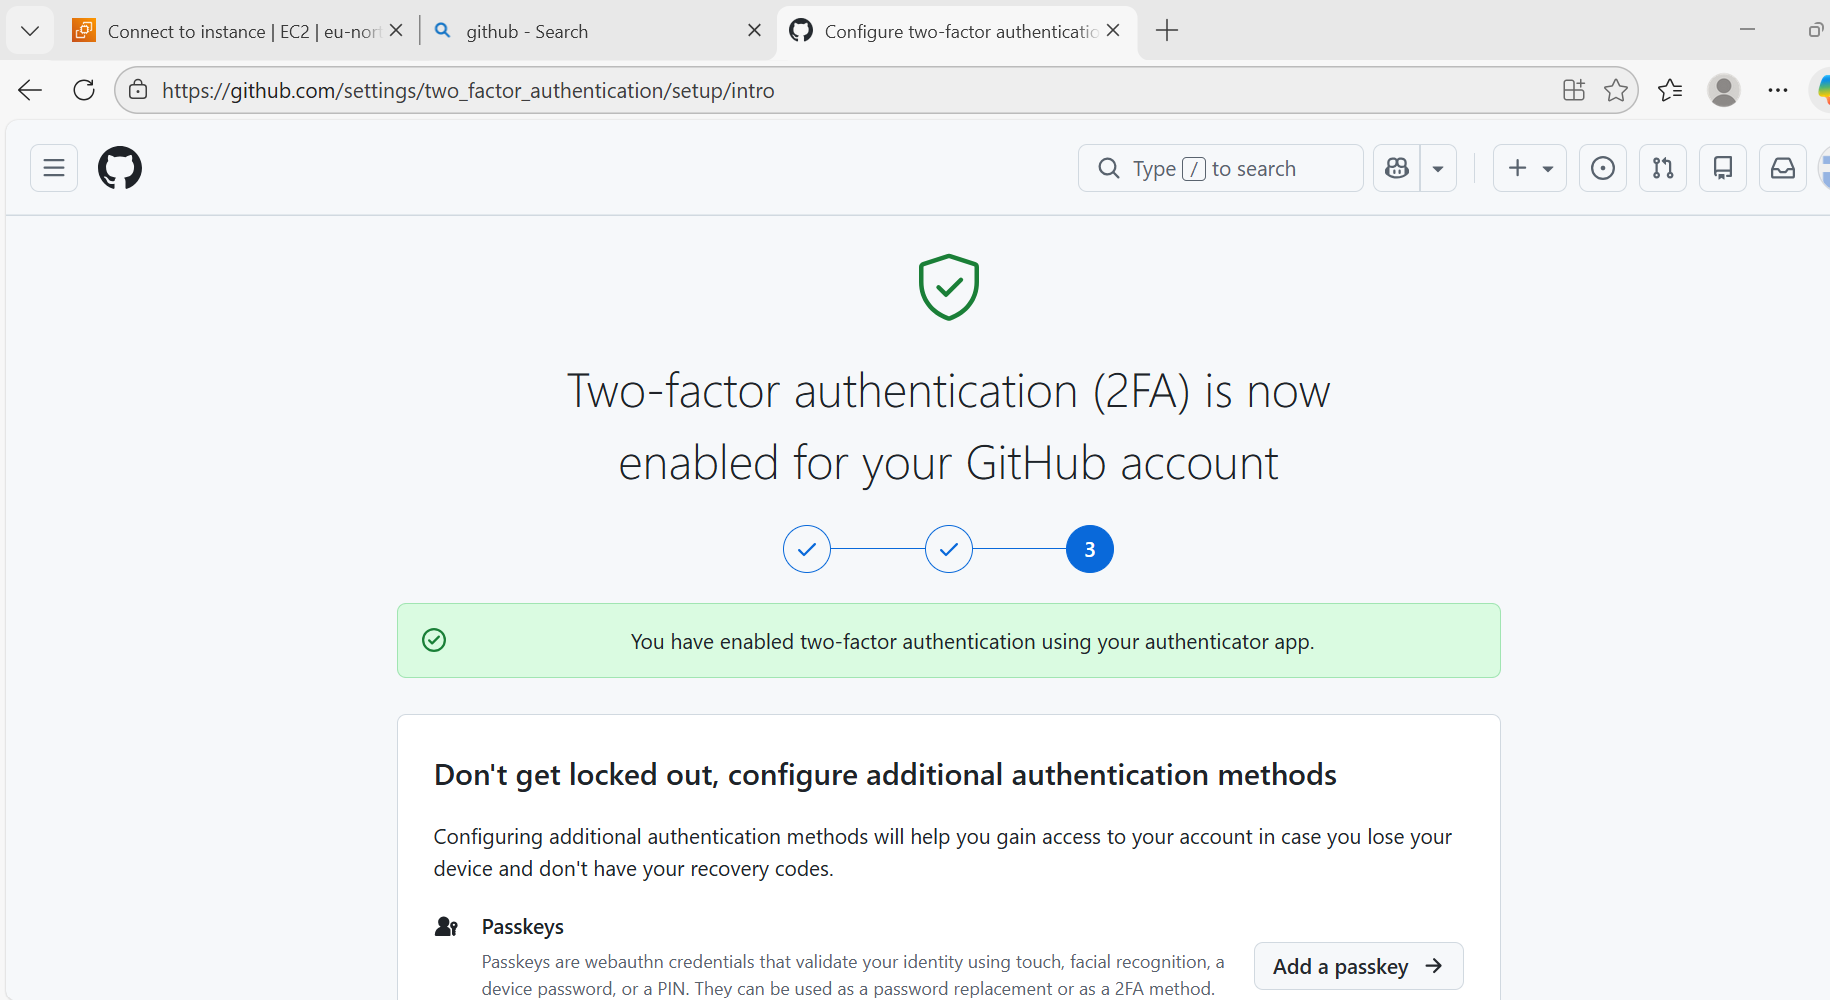 Connect to instance | EC2 | eu-nort
github - Search
Configure two-factor authenticatio
https://github.com/settings/two_factor_authentication/setup/intro
Type / to search
Two-factor authentication (2FA) is now
enabled for your GitHub account
3
You have enabled two-factor authentication using your authenticator app.
Don't get locked out, configure additional authentication methods
Configuring additional authentication methods will help you gain access to your account in case you lose your
device and don't have your recovery codes.
Passkeys
Passkeys are webauthn credentials that validate your identity using touch, facial recognition, a
device password, or a PIN. They can be used as a password replacement or as a 2FA method.
Add a passkey